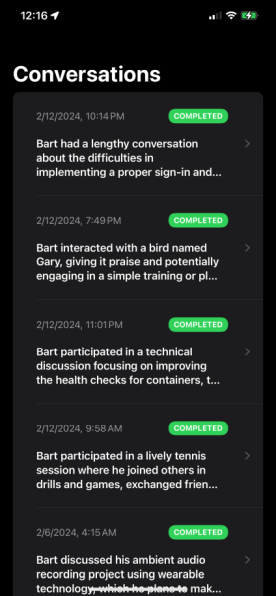 12:16
Conversations
2/12/2024, 10:14 PM COMPLETED
Bart had a lengthy conversation
about the difficulties in
implementing a proper sign-in and...
2/12/2024, 7:49 PM COMPLETED
Bart interacted with a bird named
Gary, giving it praise and potentially
engaging in a simple training or pl...
2/12/2024, 11:01 PM COMPLETED
Bart participated in a technical
discussion focusing on improving
the health checks for containers, t...
2/12/2024, 9:58 AM COMPLETED
Bart participated in a lively tennis
session where he joined others in
drills and games, exchanged frien...
2/6/2024, 4:15 AM COMPLETED
Bart discussed his ambient audio
recording project using wearable
technology, which he plans to mak...